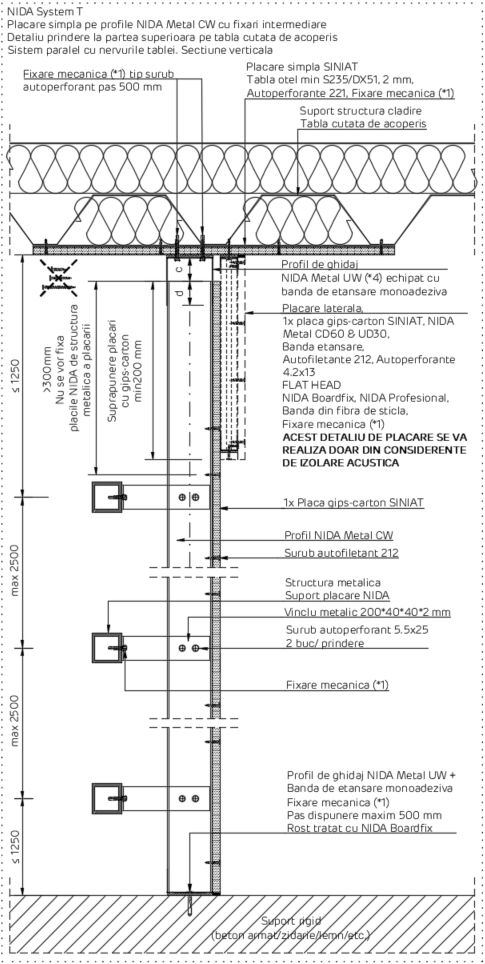 NIDA System T
Placare simpla pe profile NIDA Metal CW cu fixari intermediare
Detaliu prindere la partea superioara pe tabla cutata de acoperis
Sistem paralel cu nervurile tablei. Sectiune verticala
Fixare mecanica (*1) tip surub
autoperforant pas 500 mm
Placare simpla SINIAT
Tabla otel min S235/DX51, 2 mm,
Autoperforante 221, Fixare mecanica (*1)
Suport structura cladire
Tabla cutata de acoperis
c
d
Profil de ghidaj
NIDA Metal UW (*4) echipat cu
banda de etansare monoadeziva
Placare laterala,
1x placa gips-carton SINIAT, NIDA
Metal CD60 & UD30,
Banda etansare,
Autofiletante 212, Autoperforante
4.2x13
FLAT HEAD
NIDA Boardfix, NIDA Profesional,
Banda din fibra de sticla,
Fixare mecanica (*1)
ACEST DETALIU DE PLACARE SE VA
REALIZA DOAR DIN CONSIDERENTE
DE IZOLARE ACUSTICA
≤ 1250
>300mm
Nu se vor fixa
placile NIDA de structura
metalica a placarii
Suprapunere placari
cu gips-carton
min200 mm
1x Placa gips-carton SINIAT
Profil NIDA Metal CW
Surub autofiletant 212
max 2500
Structura metalica
Suport placare NIDA
Vinclu metalic 200*40*40*2 mm
Surub autoperforant 5.5x25
2 buc/ prindere
Fixare mecanica (*1)
max 2500
Profil de ghidaj NIDA Metal UW +
Banda de etansare monoadeziva
Fixare mecanica (*1)
Pas dispunere maxim 500 mm
Rost tratat cu NIDA Boardfix
≤ 1250
Suport rigid
(beton armat/zidarie/lemn/etc.)